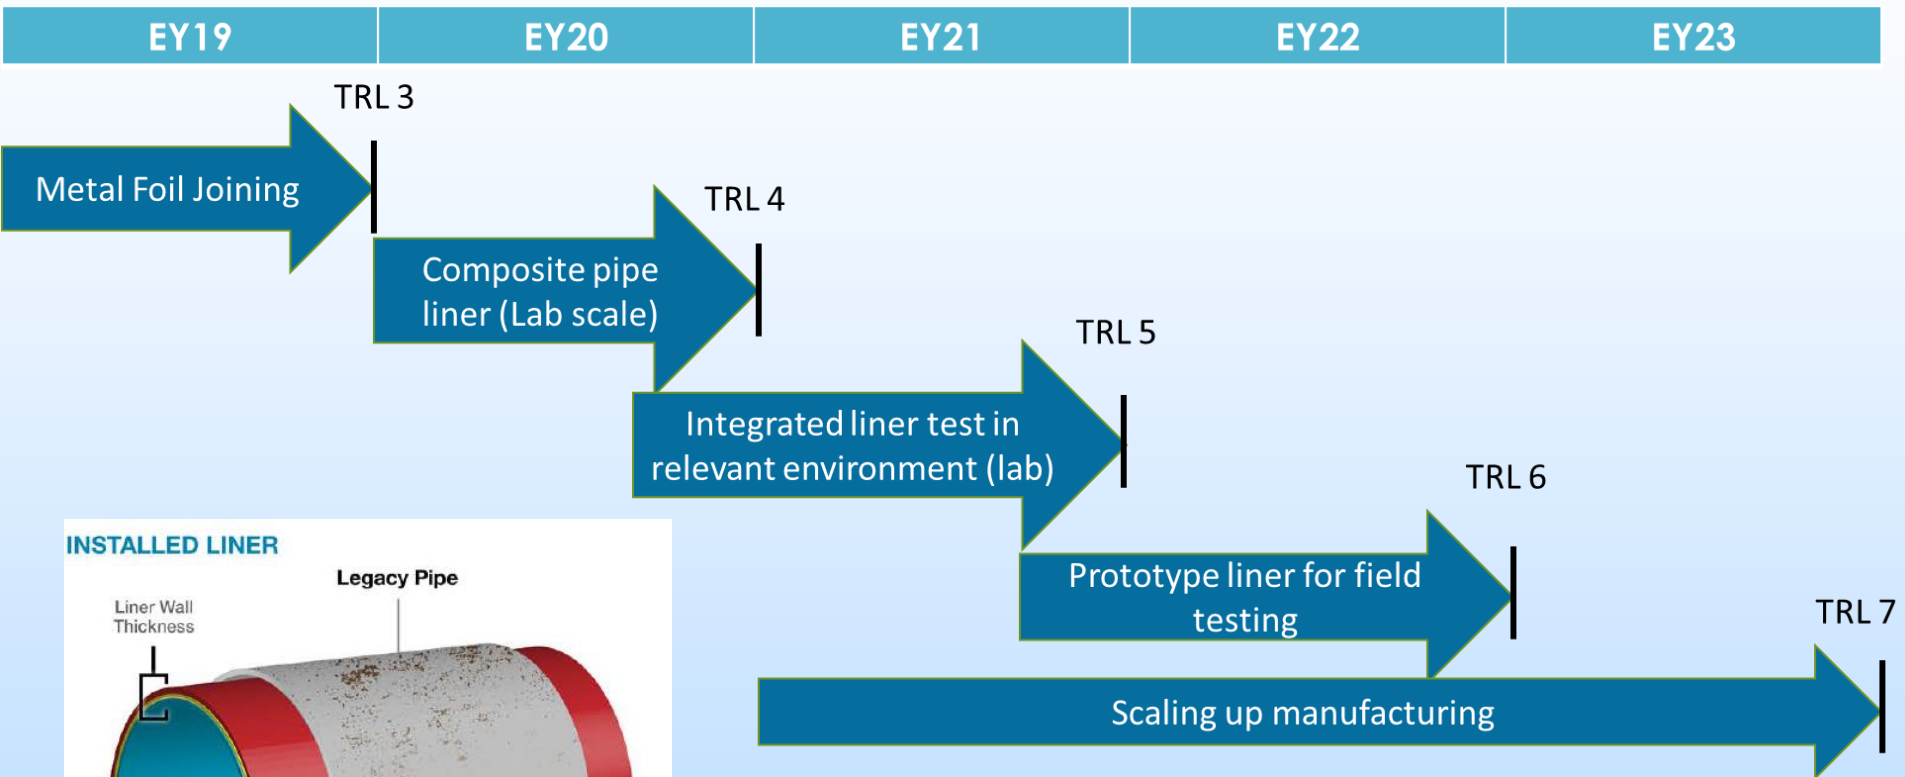 EY19 EY20 EY21 EY22 EY23
TRL 3
Metal Foil Joining
TRL 4
Composite pipe
liner (Lab scale)
TRL 5
Integrated liner test in
relevant environment (lab)
TRL 6
Prototype liner for field
testing
TRL 7
Scaling up manufacturing
INSTALLED LINER
Legacy Pipe
Liner Wall
Thickness